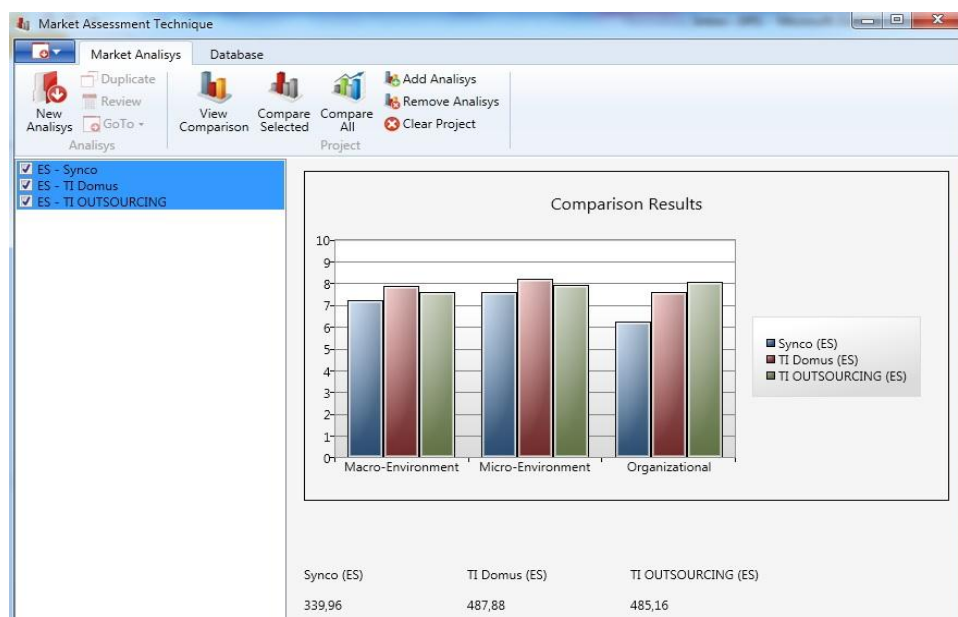 Market Assessment Technique
Market Analisys Database
New Analisys
Duplicate
Review
GoTo
Analisys
View Comparison
Compare Selected
Compare All
Add Analisys
Remove Analisys
Clear Project
Project
ES - Synco
ES - TI Domus
ES - TI OUTSOURCING
Comparison Results
10
9
8
7
6
5
4
3
2
1
0
Macro-Environment Micro-Environment Organizational
Synco (ES)
TI Domus (ES)
TI OUTSOURCING (ES)
Synco (ES) TI Domus (ES) TI OUTSOURCING (ES)
339,96 487,88 485,16